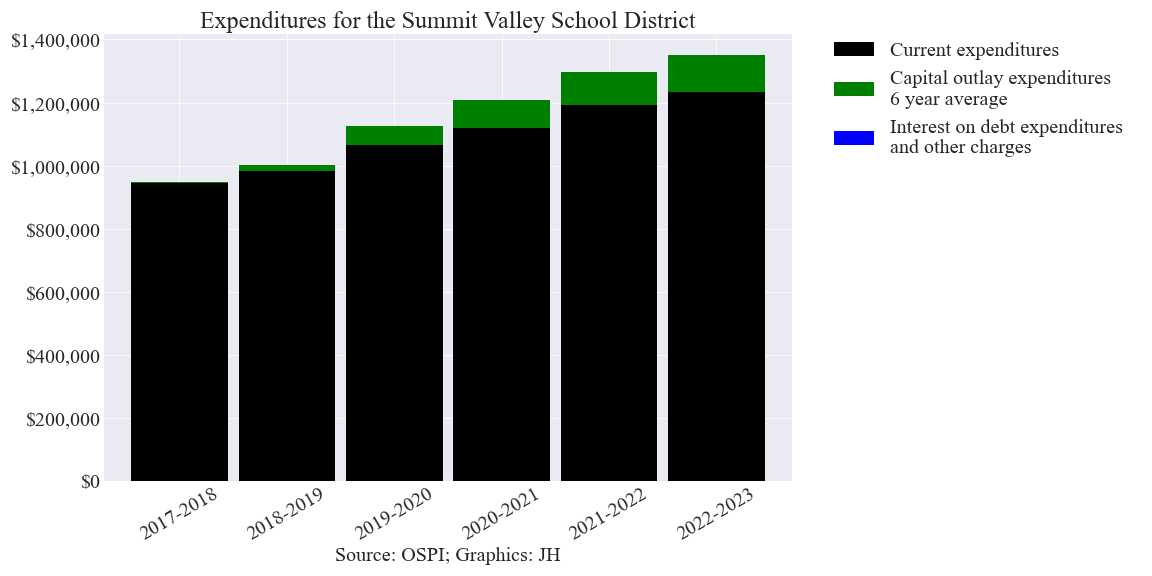 Expenditures for the Summit Valley School District
$1,400,000
$1,200,000
$1,000,000
$800,000
$600,000
$400,000
$200,000
$0
2017-2018
2018-2019
2019-2020
2020-2021
2021-2022
2022-2023
Source: OSPI; Graphics: JH
Current expenditures
Capital outlay expenditures
6 year average
Interest on debt expenditures
and other charges